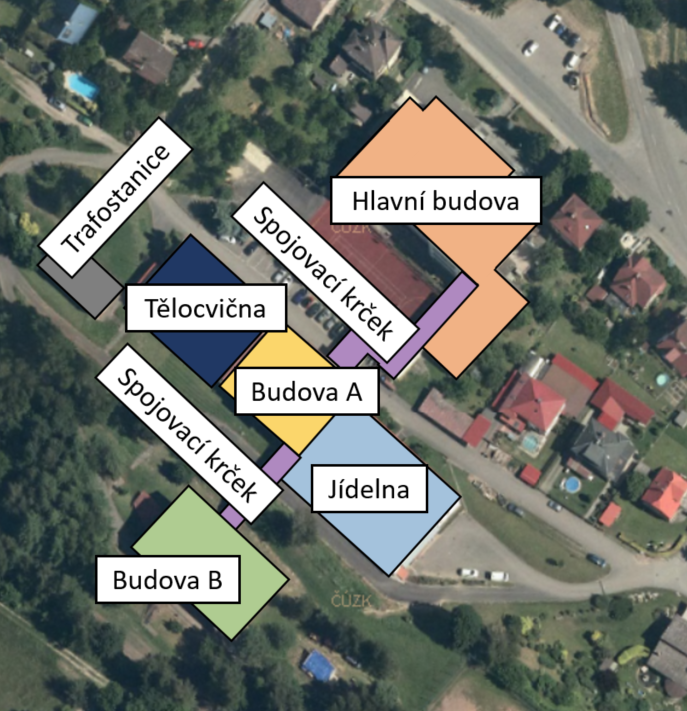 Trafostanice
Hlavní budova
ČÚZK
Spojovací krček
Tělocvična
Budova A
Spojovací krček
Jídelna
Budova B
ČÚZK